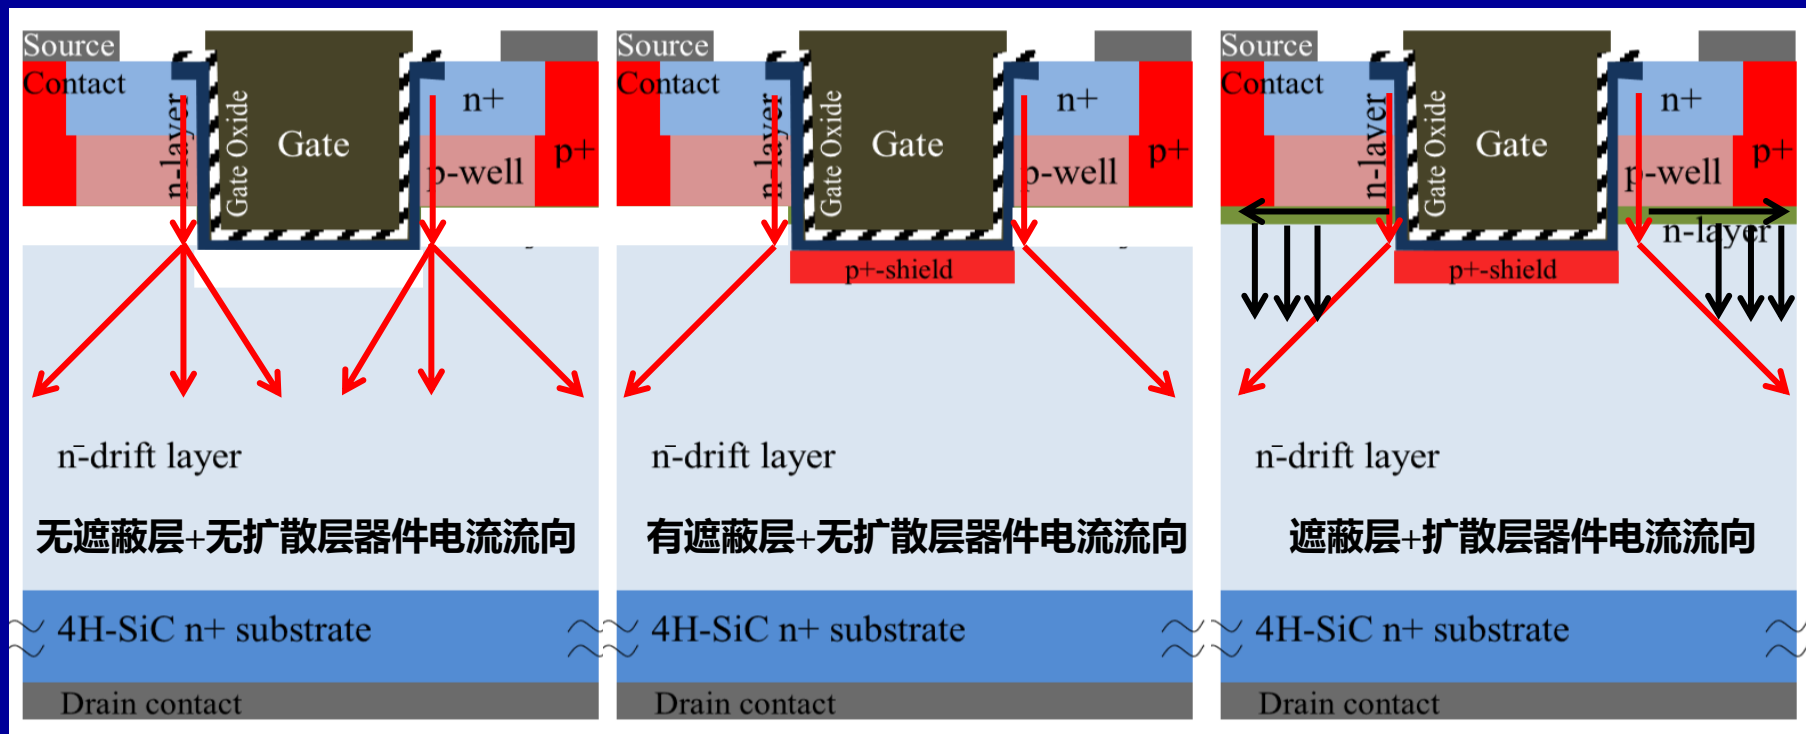 Source
Contact
n-layer
Gate Oxide
Gate
n+
p-well
p+
n-drift layer
无遮蔽层+无扩散层器件电流流向
4H-SiC n+ substrate
Drain contact
Source
Contact
n-layer
Gate Oxide
Gate
n+
p-well
p+
p+-shield
n-drift layer
有遮蔽层+无扩散层器件电流流向
4H-SiC n+ substrate
Drain contact
Source
Contact
n-layer
Gate Oxide
Gate
n+
p-well
p+
n-layer
p+-shield
n-drift layer
遮蔽层+扩散层器件电流流向
4H-SiC n+ substrate
Drain contact